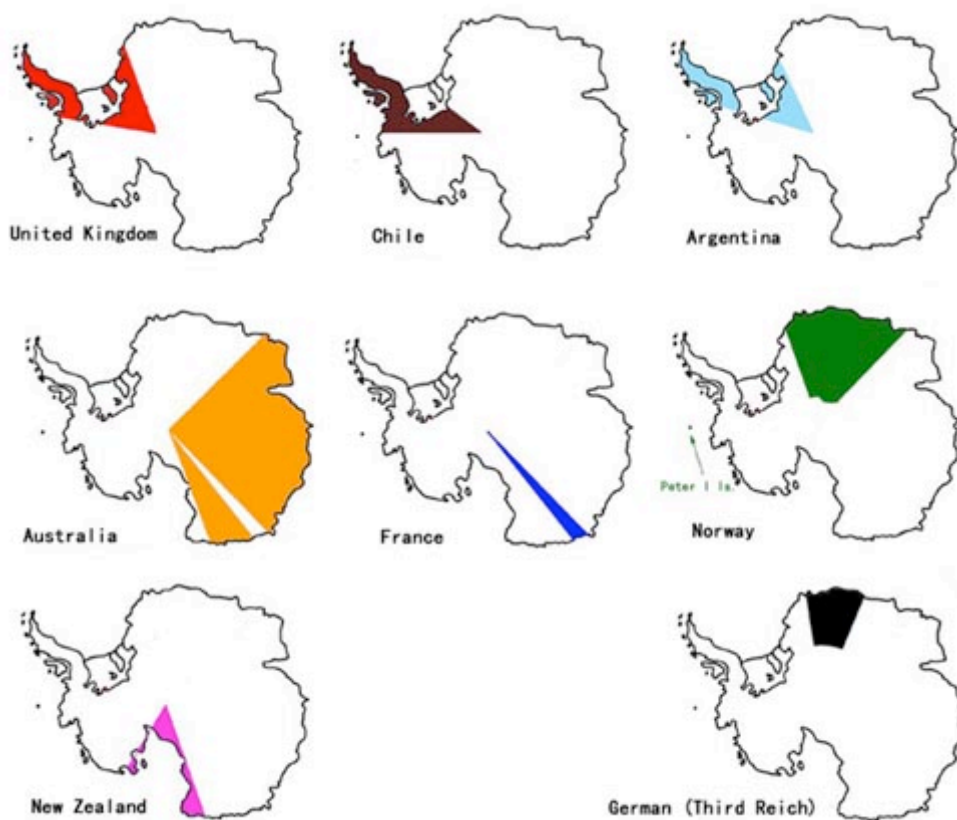 United Kingdom
Chile
Argentina
Peter I Is.
Australia
France
Norway
New Zealand
German (Third Reich)